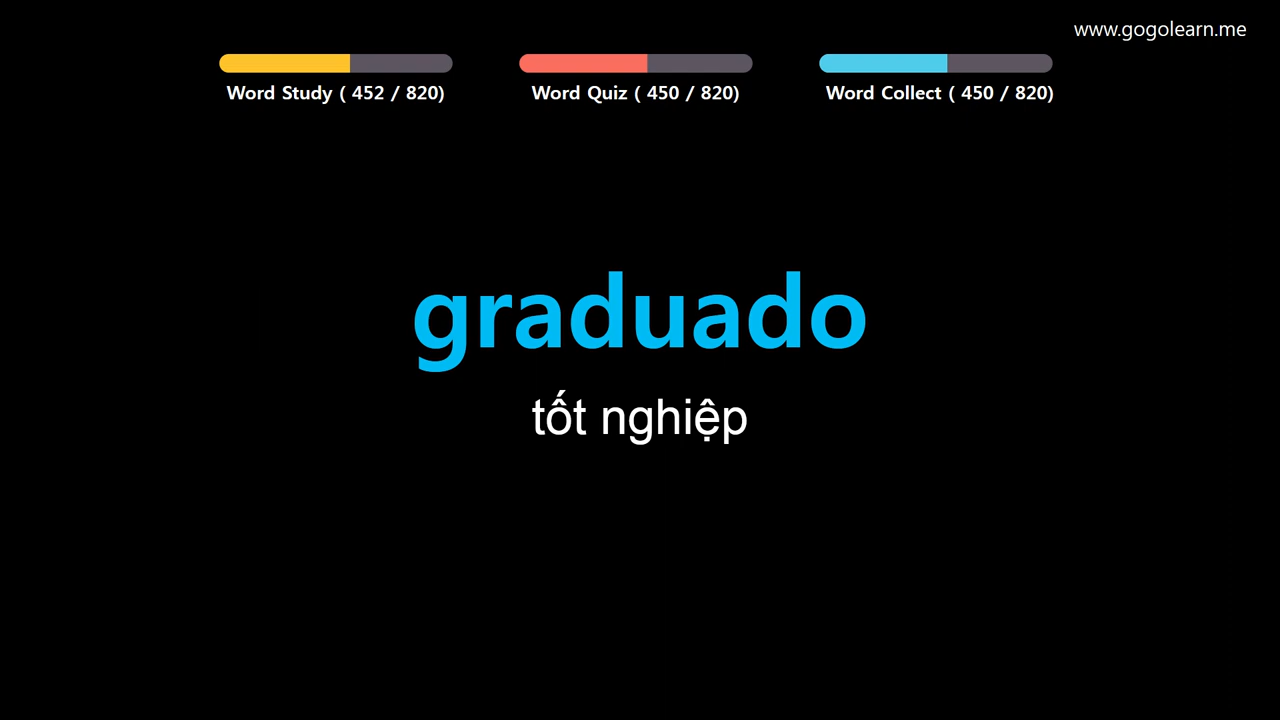 www.gogolearn.me
Word Study ( 452 / 820)
Word Quiz ( 450 / 820)
Word Collect ( 450 / 820)
graduado
tốt nghiệp